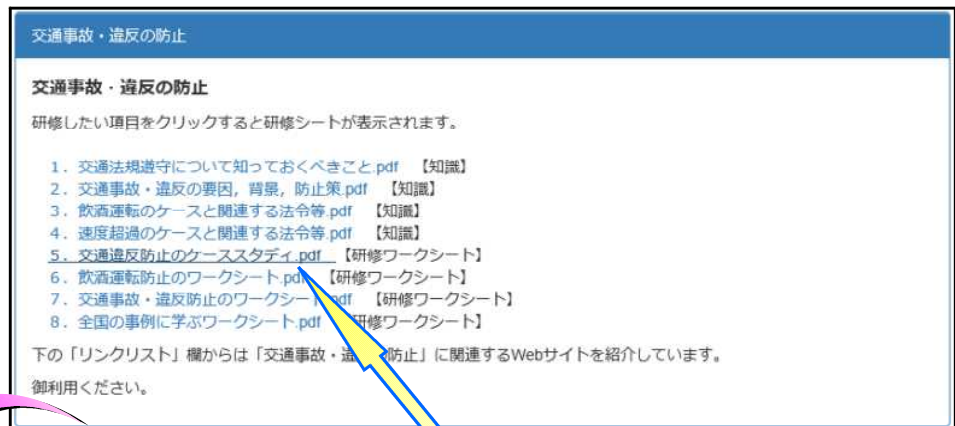 交通事故・違反の防止
交通事故・違反の防止
研修したい項目をクリックすると研修シートが表示されます。
1．交通法規遵守について知っておくべきこと.pdf 【知識】
2．交通事故・違反の要因，背景，防止策.pdf 【知識】
3．飲酒運転のケースと関連する法令等.pdf 【知識】
4．速度超過のケースと関連する法令等.pdf 【知識】
5．交通違反防止のケーススタディ.pdf 【研修ワークシート】
6．飲酒運転防止のワークシート.pdf 【研修ワークシート】
7．交通事故・違反防止のワークシート.pdf 【研修ワークシート】
8．全国の事例に学ぶワークシート.pdf 【研修ワークシート】
下の「リンクリスト」欄からは「交通事故・違 防止」に関連するWebサイトを紹介しています。
御利用ください。